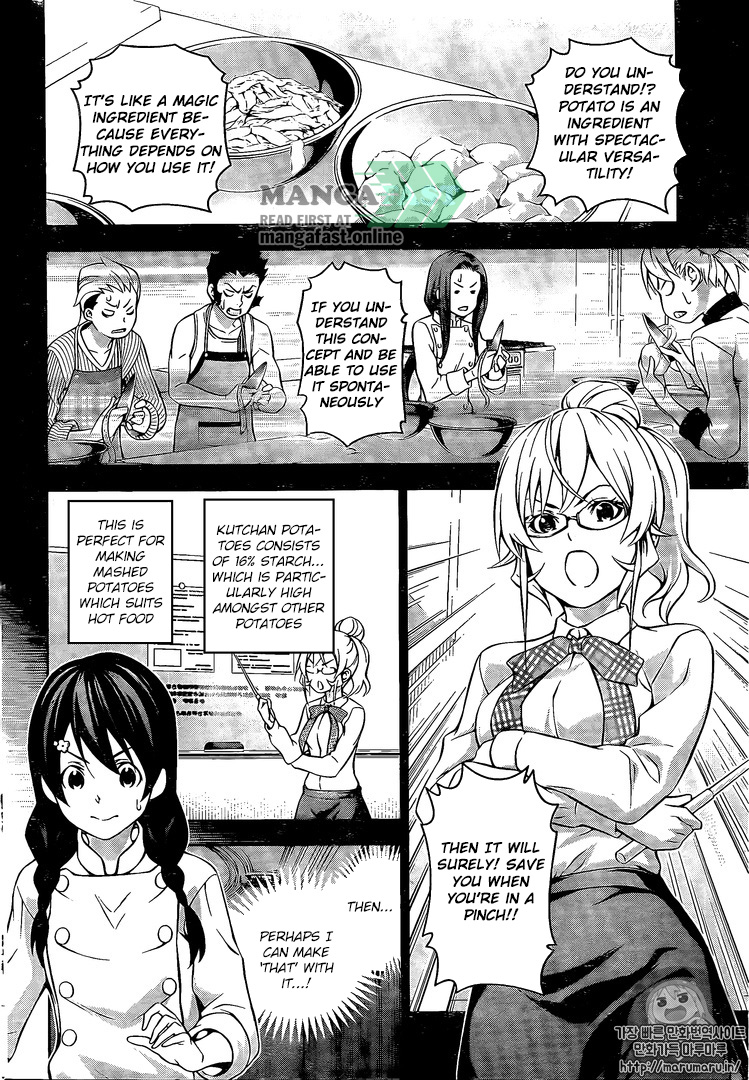 DO YOU UN-
DERSTAND!?
POTATO IS AN
INGREDIENT
WITH SPECTAC-
ULAR VERSA-
TILITY!
IT'S LIKE A MAGIC
INGREDIENT BE-
CAUSE EVERY-
THING DEPENDS ON
HOW YOU USE IT!
MANGA
READ FIRST AT
mangafast.online
IF YOU UN-
DERSTAND
THIS CON-
CEPT AND BE
ABLE TO USE
IT SPONTA-
NEOUSLY
THEN IT WILL
SURELY! SAVE
YOU WHEN
YOU'RE IN A
PINCH!!
KUTCHAN POTA-
TOES CONSISTS
OF 16% STARCH...
WHICH IS PARTIC-
ULARLY HIGH
AMONGST OTHER
POTATOES
THIS IS
PERFECT FOR
MAKING
MASHED
POTATOES
WHICH SUITS
HOT FOOD
THEN...
PERHAPS I
CAN MAKE
'THAT' WITH
IT...!
가장 빠른 만화번역사이트
만화가득 마루마루
http://marumaru.in/